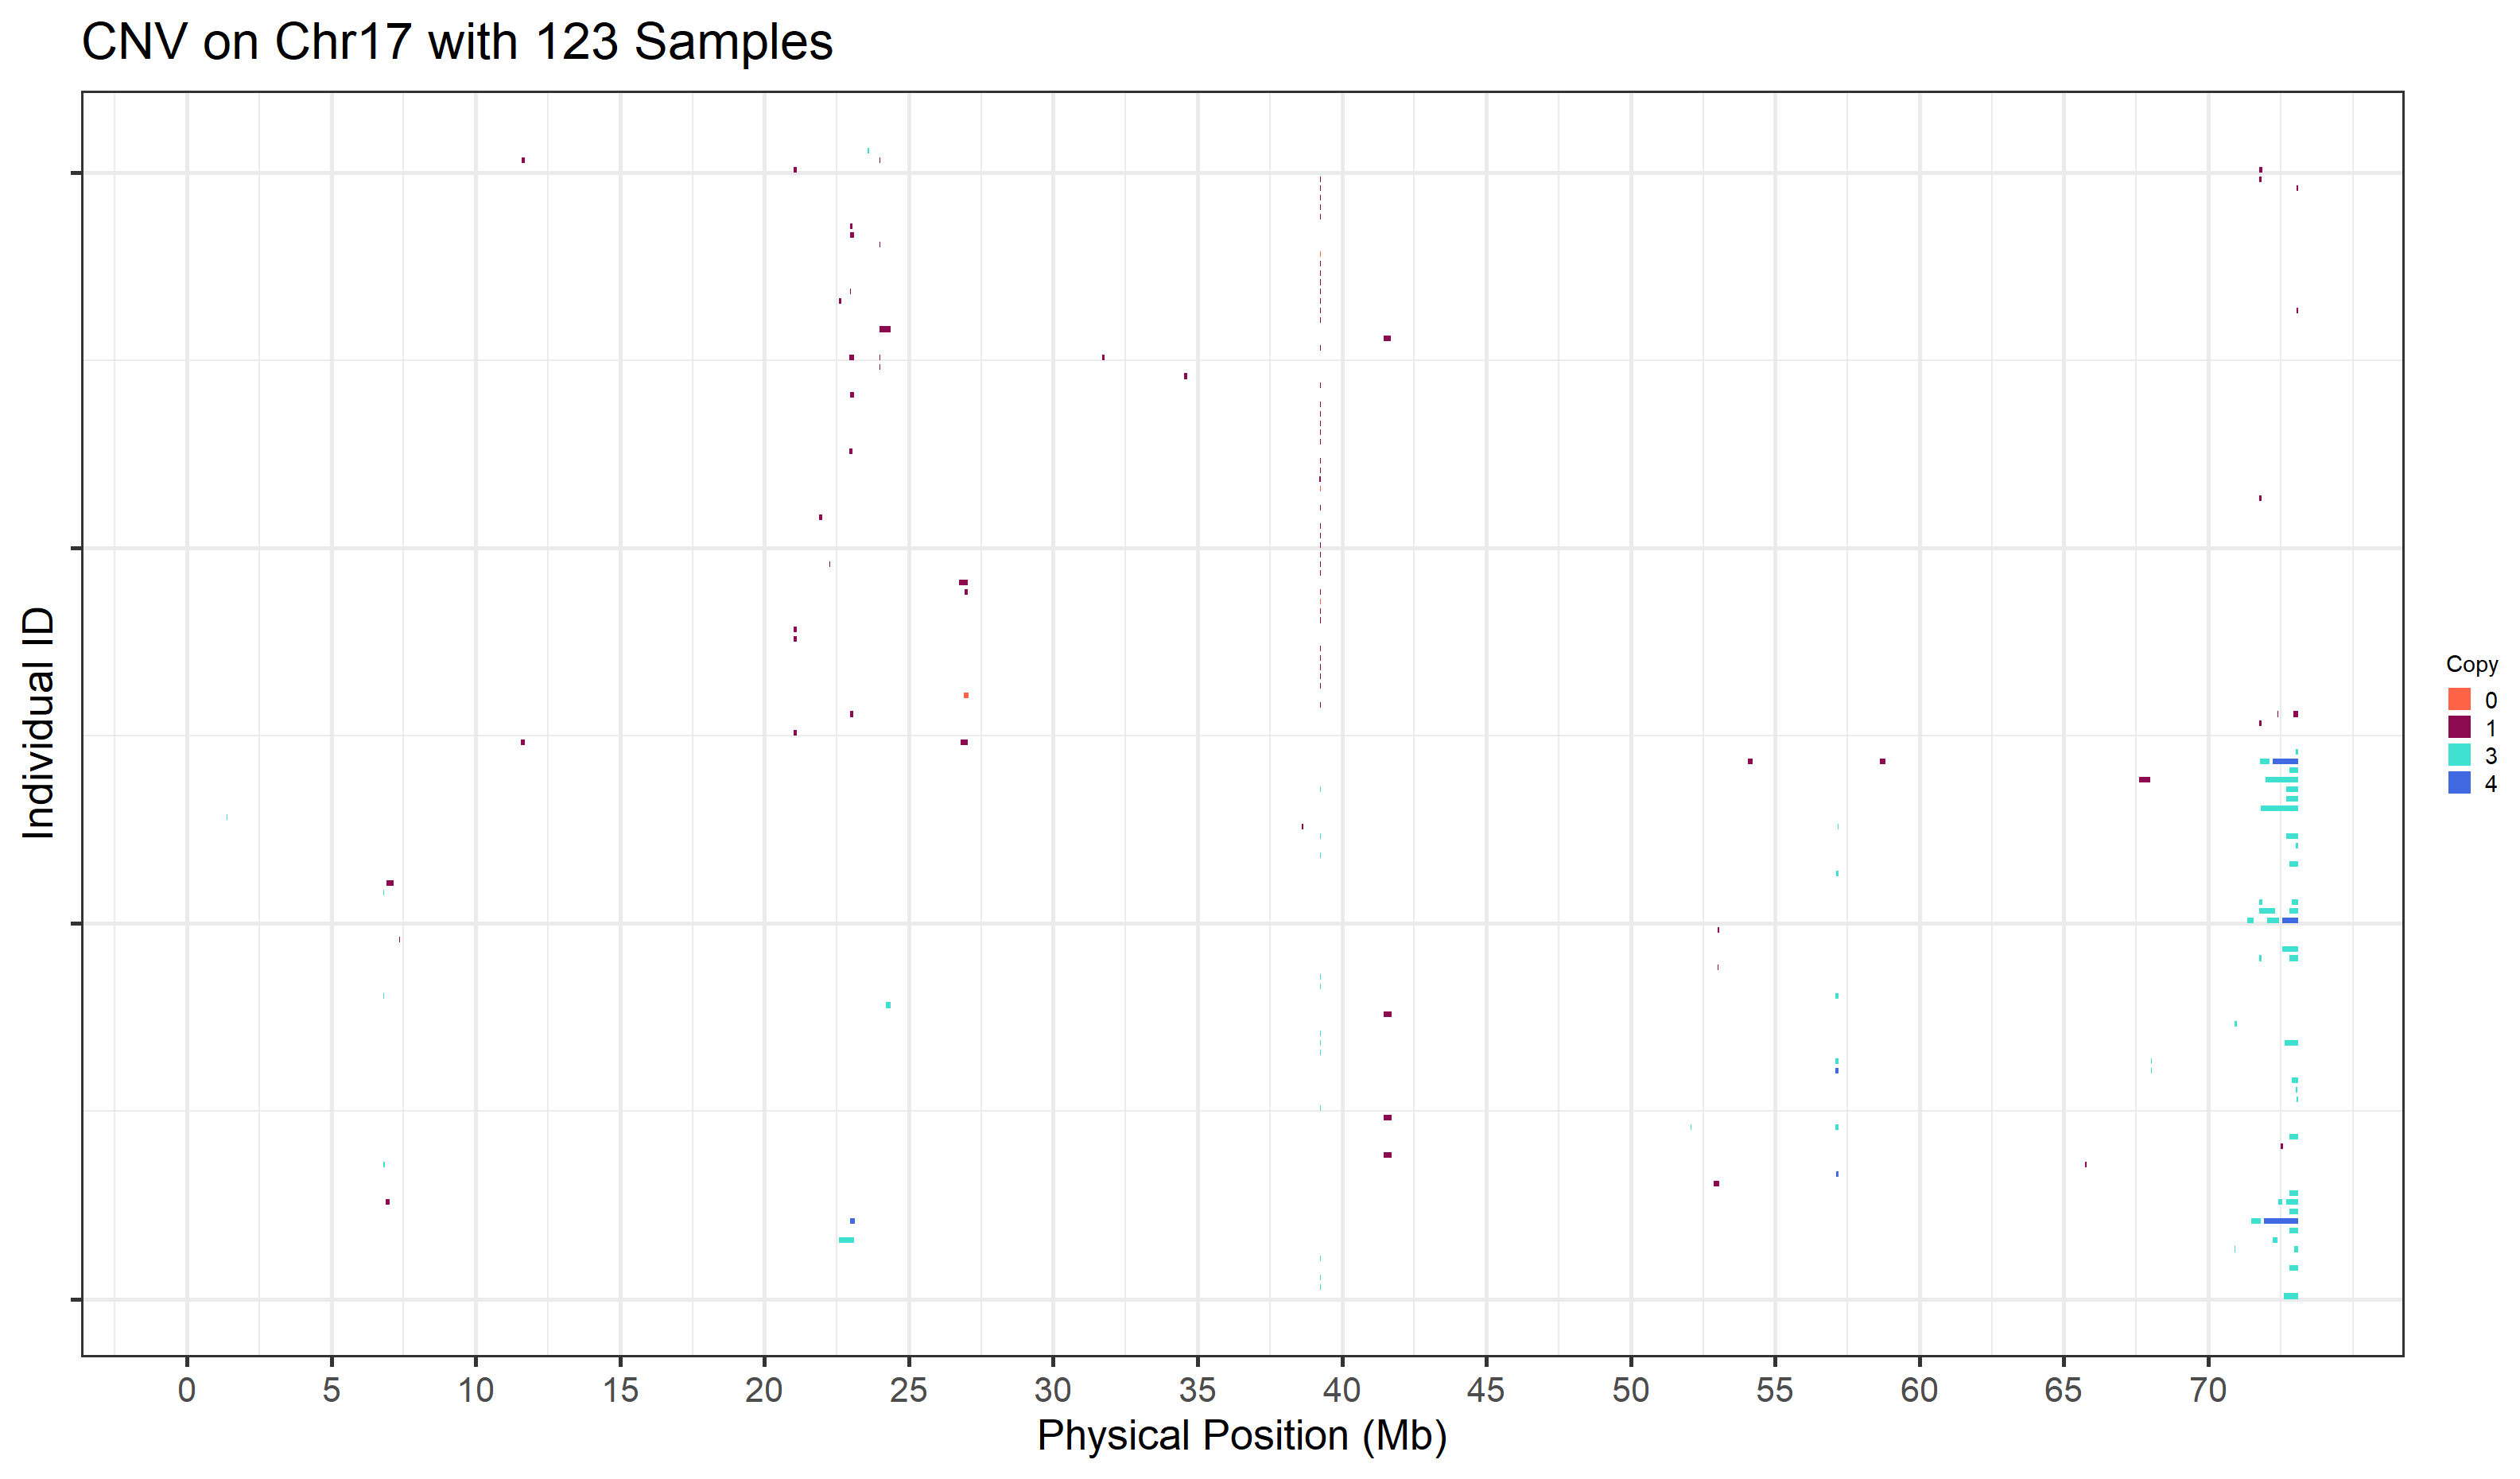 CNV on Chr17 with 123 Samples
Individual ID
Copy
0
1
3
4
0 5 10 15 20 25 30 35 40 45 50 55 60 65 70
Physical Position (Mb)